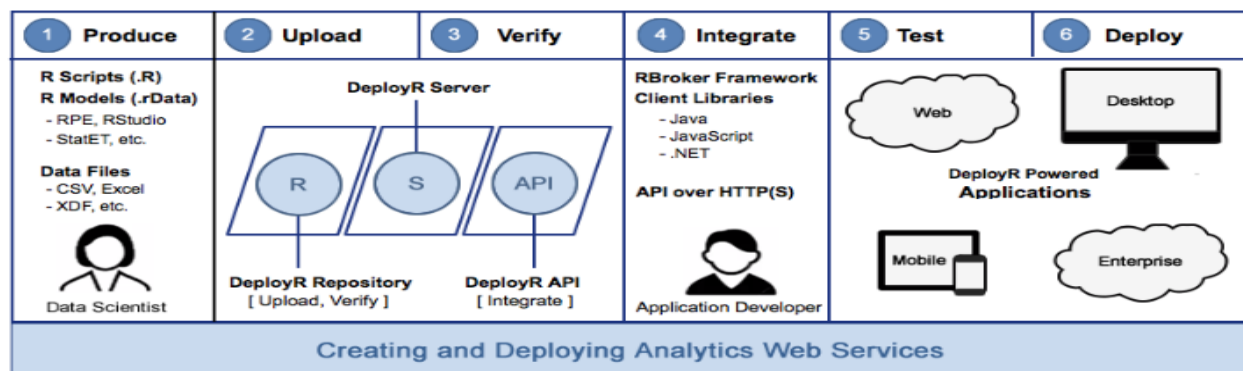 1 Produce
2 Upload
3 Verify
4 Integrate
5 Test
6 Deploy
R Scripts (.R)
R Models (.rData)
- RPE, RStudio
- StatET, etc.
Data Files
- CSV, Excel
- XDF, etc.
Data Scientist
DeployR Server
R
S
API
DeployR Repository
[ Upload, Verify ]
DeployR API
[ Integrate ]
RBroker Framework
Client Libraries
- Java
- JavaScript
- .NET
API over HTTP(S)
Application Developer
Web
Desktop
DeployR Powered
Applications
Mobile
Enterprise
Creating and Deploying Analytics Web Services